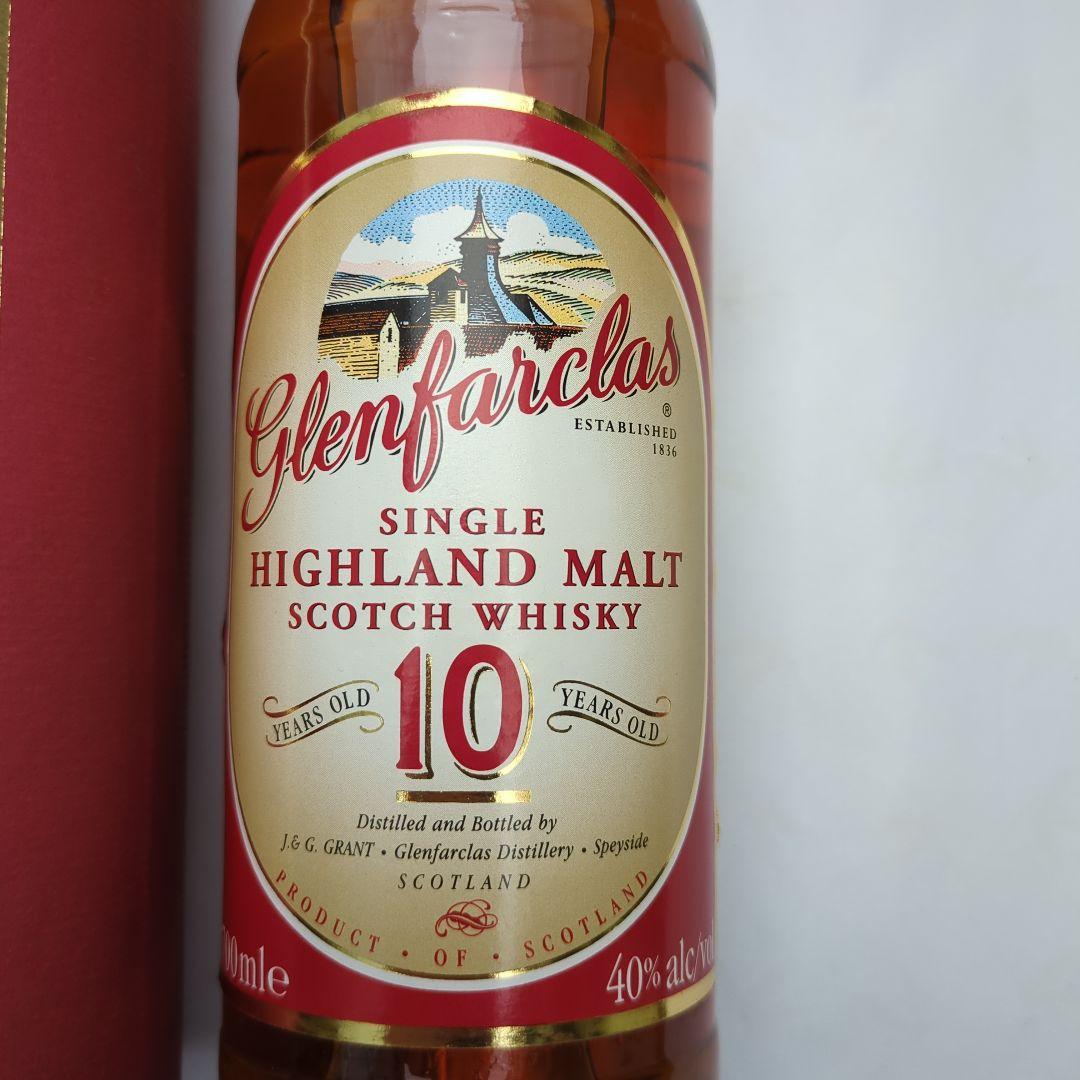 Glenfarclas
®
ESTABLISHED
1836
SINGLE
HIGHLAND MALT
SCOTCH WHISKY
YEARS OLD 10 YEARS OLD
Distilled and Bottled by
J.& G. GRANT • Glenfarclas Distillery • Speyside
SCOTLAND
PRODUCT • OF • SCOTLAND
40% alc/vol